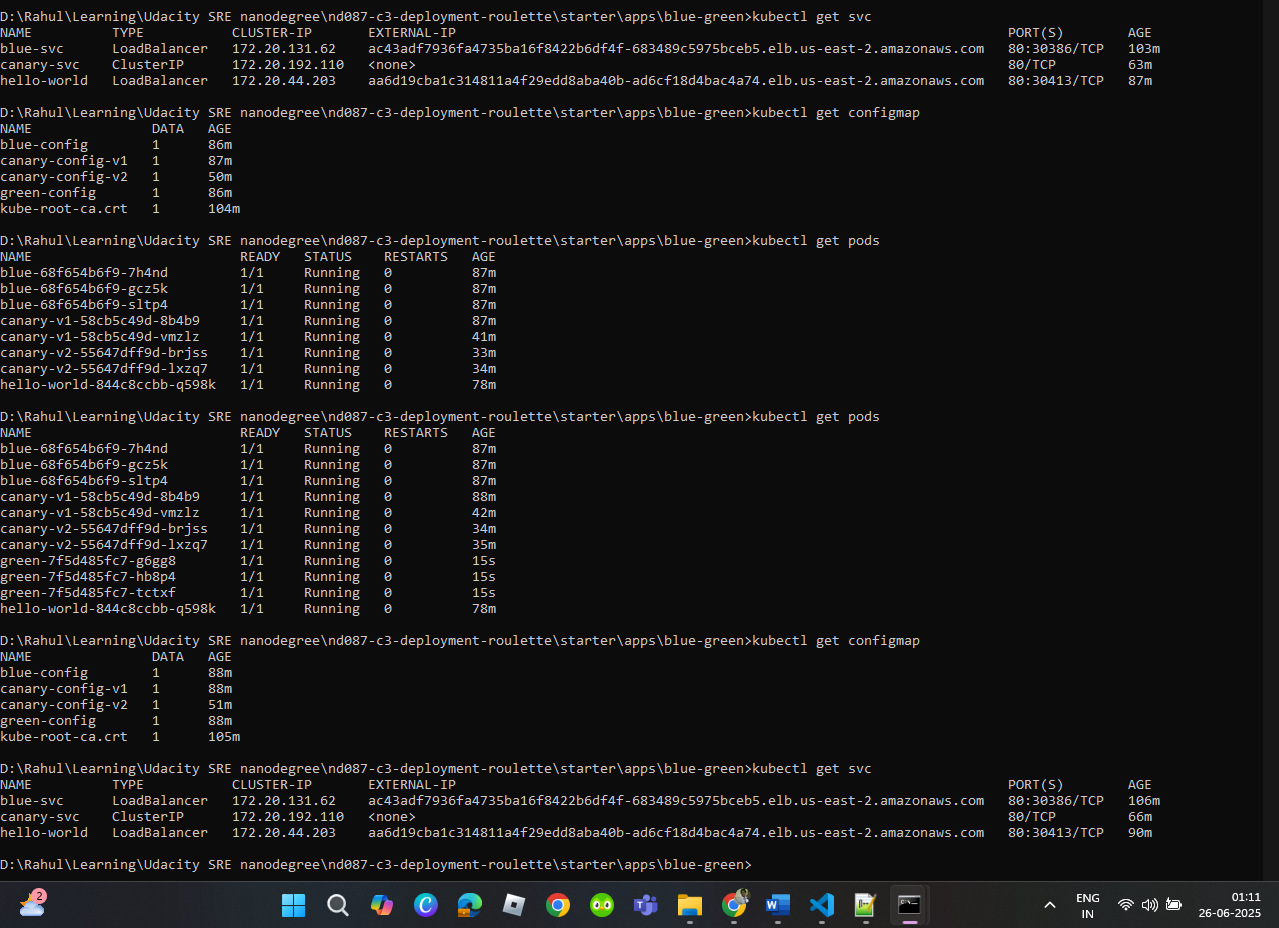 D:\Rahul\Learning\Udacity SRE nanodegree\nd087-c3-deployment-roulette\starter\apps\blue-green>kubectl get svc
NAME TYPE CLUSTER-IP EXTERNAL-IP PORT(S) AGE
blue-svc LoadBalancer 172.20.131.62 ac43adf7936fa4735ba16f8422b6df4f-683489c5975bceb5.elb.us-east-2.amazonaws.com 80:30386/TCP 103m
canary-svc ClusterIP 172.20.192.110 <none> 80/TCP 63m
hello-world LoadBalancer 172.20.44.203 aa6d19cba1c314811a4f29edd8aba40b-ad6cf18d4bac4a74.elb.us-east-2.amazonaws.com 80:30413/TCP 87m
D:\Rahul\Learning\Udacity SRE nanodegree\nd087-c3-deployment-roulette\starter\apps\blue-green>kubectl get configmap
NAME DATA AGE
blue-config 1 86m
canary-config-v1 1 87m
canary-config-v2 1 50m
green-config 1 86m
kube-root-ca.crt 1 104m
D:\Rahul\Learning\Udacity SRE nanodegree\nd087-c3-deployment-roulette\starter\apps\blue-green>kubectl get pods
NAME READY STATUS RESTARTS AGE
blue-68f654b6f9-7h4nd 1/1 Running 0 87m
blue-68f654b6f9-gcz5k 1/1 Running 0 87m
blue-68f654b6f9-sltp4 1/1 Running 0 87m
canary-v1-58cb5c49d-8b4b9 1/1 Running 0 87m
canary-v1-58cb5c49d-vmzlz 1/1 Running 0 41m
canary-v2-55647dff9d-brjss 1/1 Running 0 33m
canary-v2-55647dff9d-lxzq7 1/1 Running 0 34m
hello-world-844c8ccbb-q598k 1/1 Running 0 78m
D:\Rahul\Learning\Udacity SRE nanodegree\nd087-c3-deployment-roulette\starter\apps\blue-green>kubectl get pods
NAME READY STATUS RESTARTS AGE
blue-68f654b6f9-7h4nd 1/1 Running 0 87m
blue-68f654b6f9-gcz5k 1/1 Running 0 87m
blue-68f654b6f9-sltp4 1/1 Running 0 87m
canary-v1-58cb5c49d-8b4b9 1/1 Running 0 88m
canary-v1-58cb5c49d-vmzlz 1/1 Running 0 42m
canary-v2-55647dff9d-brjss 1/1 Running 0 34m
canary-v2-55647dff9d-lxzq7 1/1 Running 0 35m
green-7f5d485fc7-g6gg8 1/1 Running 0 15s
green-7f5d485fc7-hb8p4 1/1 Running 0 15s
green-7f5d485fc7-tctxf 1/1 Running 0 15s
hello-world-844c8ccbb-q598k 1/1 Running 0 78m
D:\Rahul\Learning\Udacity SRE nanodegree\nd087-c3-deployment-roulette\starter\apps\blue-green>kubectl get configmap
NAME DATA AGE
blue-config 1 88m
canary-config-v1 1 88m
canary-config-v2 1 51m
green-config 1 88m
kube-root-ca.crt 1 105m
D:\Rahul\Learning\Udacity SRE nanodegree\nd087-c3-deployment-roulette\starter\apps\blue-green>kubectl get svc
NAME TYPE CLUSTER-IP EXTERNAL-IP PORT(S) AGE
blue-svc LoadBalancer 172.20.131.62 ac43adf7936fa4735ba16f8422b6df4f-683489c5975bceb5.elb.us-east-2.amazonaws.com 80:30386/TCP 106m
canary-svc ClusterIP 172.20.192.110 <none> 80/TCP 66m
hello-world LoadBalancer 172.20.44.203 aa6d19cba1c314811a4f29edd8aba40b-ad6cf18d4bac4a74.elb.us-east-2.amazonaws.com 80:30413/TCP 90m
D:\Rahul\Learning\Udacity SRE nanodegree\nd087-c3-deployment-roulette\starter\apps\blue-green>
2
ENG
IN
01:11
26-06-2025